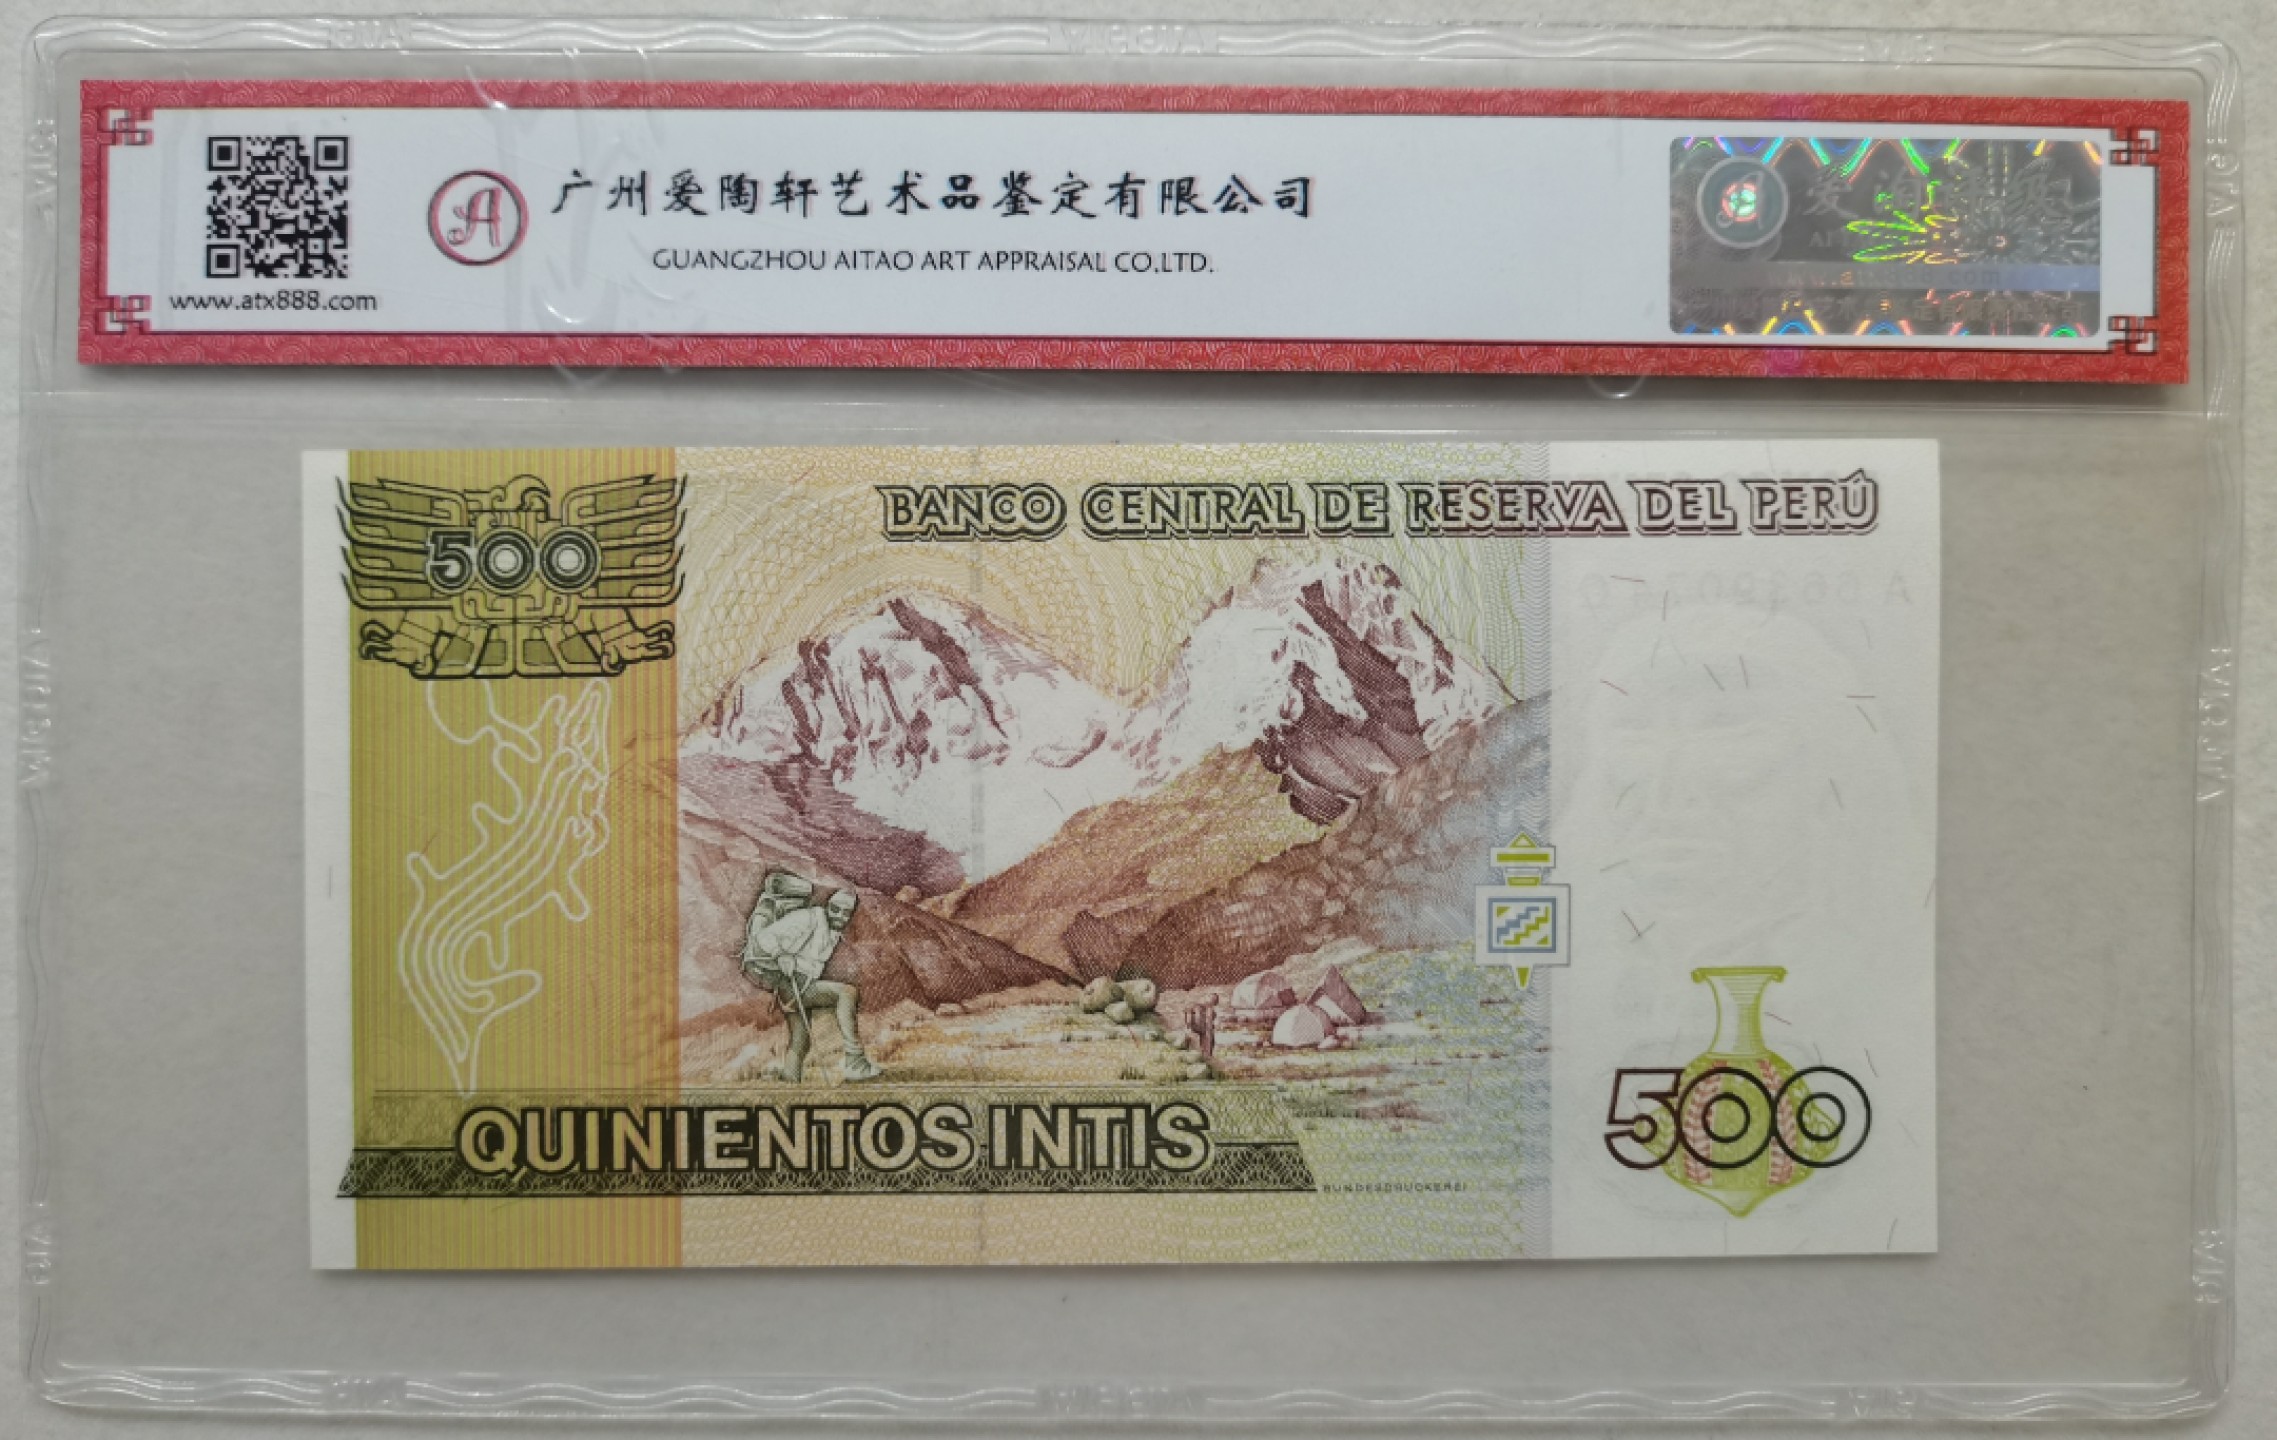 广州爱陶轩艺术品鉴定有限公司
GUANGZHOU AITAO ART APPRAISAL CO.LTD.
www.atx888.com
BANCO CENTRAL DE RESERVA DEL PERÚ
500
QUINIENTOS INTIS
BUNDESDRUCKEREI
500